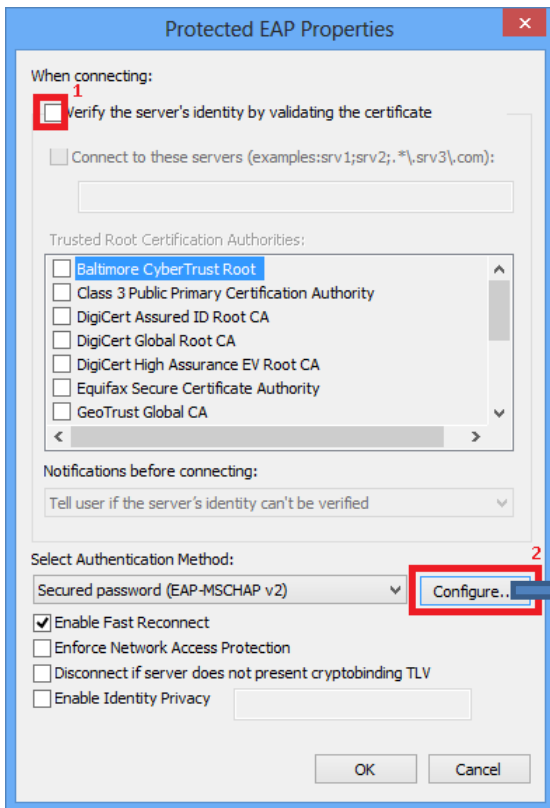 Protected EAP Properties
When connecting:
1
Verify the server's identity by validating the certificate
Connect to these servers (examples:srv1;srv2;.*\.srv3\.com):
Trusted Root Certification Authorities:
Baltimore CyberTrust Root
Class 3 Public Primary Certification Authority
DigiCert Assured ID Root CA
DigiCert Global Root CA
DigiCert High Assurance EV Root CA
Equifax Secure Certificate Authority
GeoTrust Global CA
Notifications before connecting:
Tell user if the server's identity can't be verified
2
Select Authentication Method:
Secured password (EAP-MSCHAP v2) Configure..
Enable Fast Reconnect
Enforce Network Access Protection
Disconnect if server does not present cryptobinding TLV
Enable Identity Privacy
OK Cancel